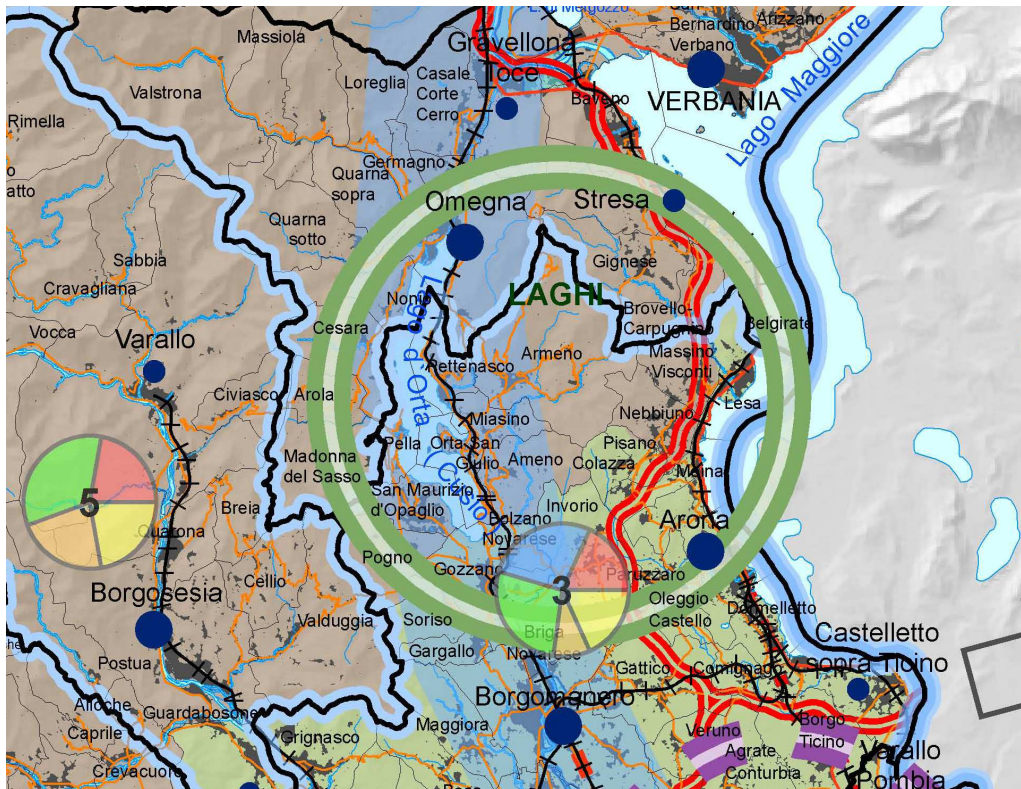 L. di Mergozzo
Bernardino
Verbano
Arizzano
Massiola
Gravellona
Toce
Loreglia
Casale
Corte
Cerro
Valstrona
Baveno
VERBANIA
Lago Maggiore
Rimella
Germagno
Quarna
sopra
Omegna
Stresa
Quarna
sotto
Sabbia
Gignese
Cravagliana
Nonio
LAGHI
Lago d'Orta (Cusio)
Vocca
Cesara
Brovello-
Carpugnino
Belgirate
Varallo
Armeno
Massino
Visconti
Pettenasco
Civiasco
Arola
Lesa
Nebbiuno
Miasino
Pella
Orta San
Giulio
Pisano
Madonna
del Sasso
Ameno
Colazza
Meina
San Maurizio
d'Opaglio
5
Breia
Invorio
Bolzano
Novarese
Arona
Quarona
Pogno
Gozzano
Cellio
3
Paruzzaro
Borgosesia
Oleggio
Castello
Dormelletto
Valduggia
Soriso
Briga
Novarese
Castelletto
sopra Ticino
Gargallo
Postua
Gattico
Comignago
Borgomanero
Ailoche
Guardabosone
Maggiora
Caprile
Veruno
Borgo
Ticino
Grignasco
Agrate
Conturbia
Varallo
Pombia
Crevacuore